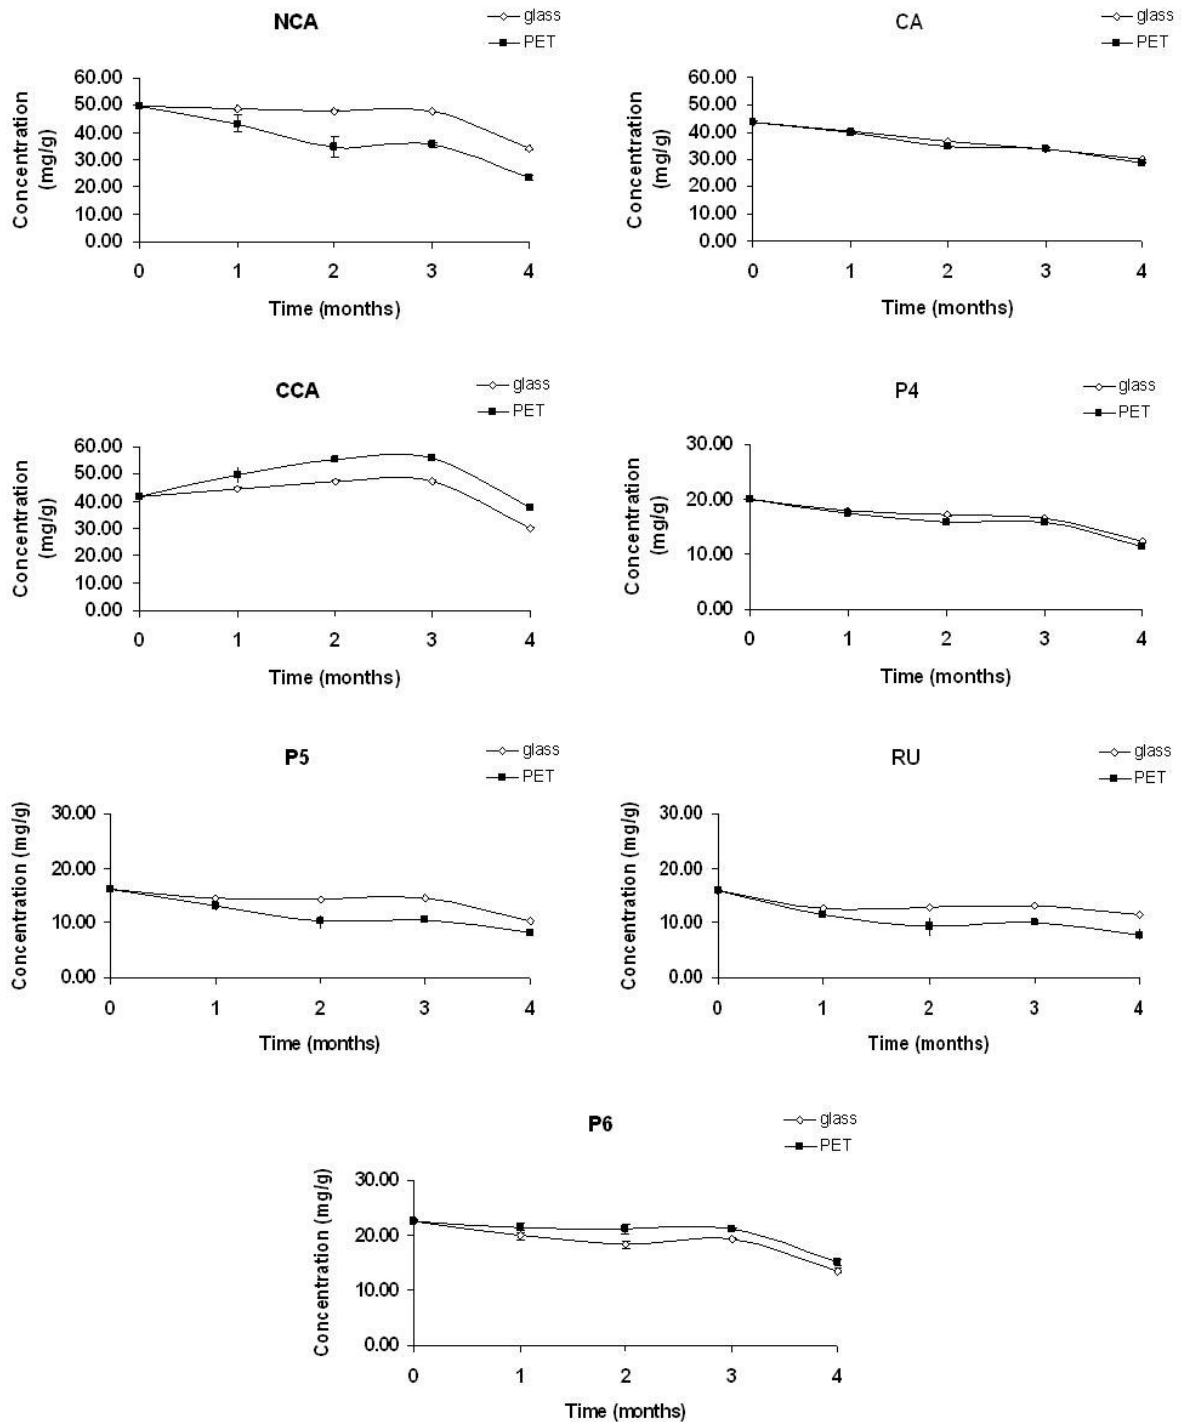 NCA
glass
PET
Concentration
(mg/g)
60.00
50.00
40.00
30.00
20.00
10.00
0.00
0 1 2 3 4
Time (months)
CA
glass
PET
Concentration
(mg/g)
60.00
50.00
40.00
30.00
20.00
10.00
0.00
0 1 2 3 4
Time (months)
CCA
glass
PET
Concentration
(mg/g)
60.00
50.00
40.00
30.00
20.00
10.00
0.00
0 1 2 3 4
Time (months)
P4
glass
PET
Concentration
(mg/g)
30.00
20.00
10.00
0.00
0 1 2 3 4
Time (months)
P5
glass
PET
Concentration (mg/g)
30.00
20.00
10.00
0.00
0 1 2 3 4
Time (months)
RU
glass
PET
Concentration (mg/g)
30.00
20.00
10.00
0.00
0 1 2 3 4
Time (months)
P6
glass
PET
Concentration (mg/g)
30.00
20.00
10.00
0.00
0 1 2 3 4
Time (months)